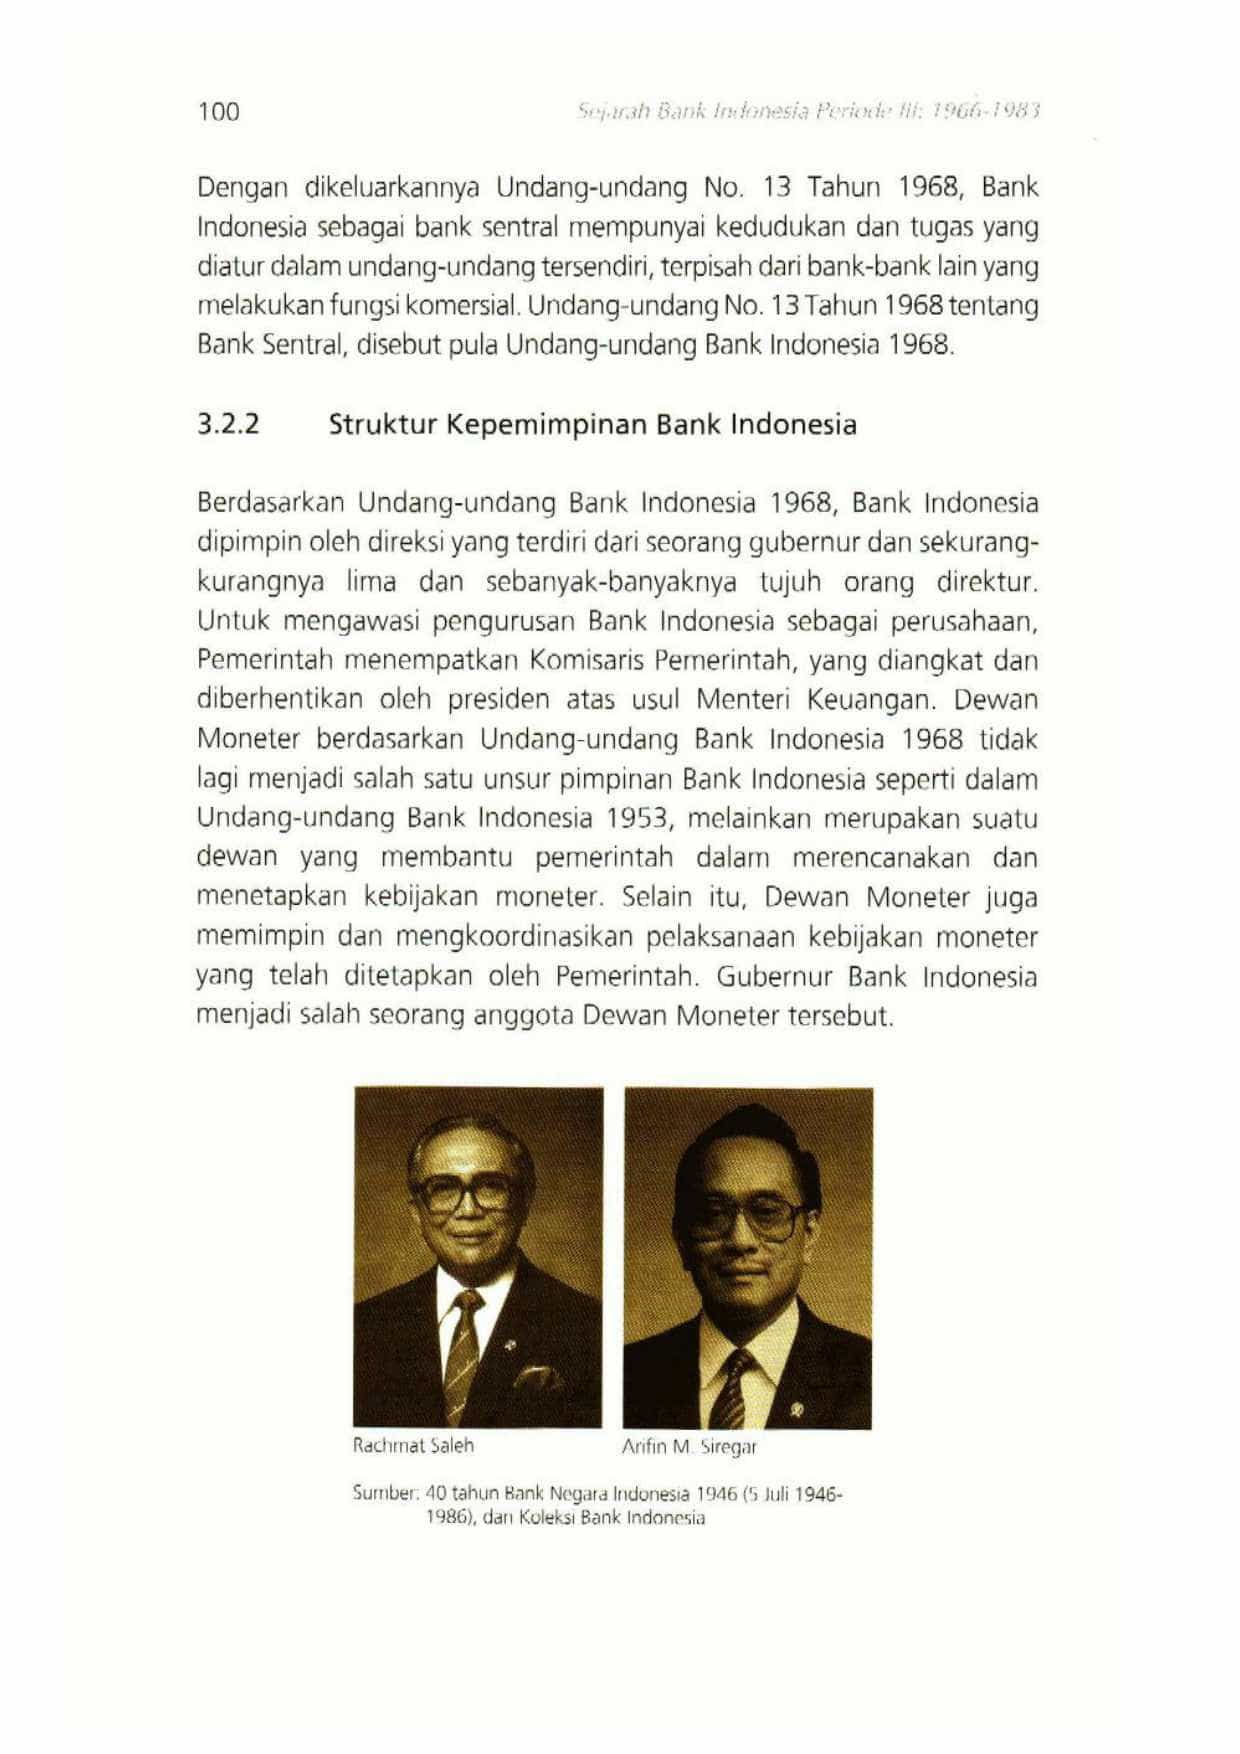 100
Sejarah Bank Indonesia Periode III: 1966-1983
Dengan dikeluarkannya Undang-undang No. 13 Tahun 1968, Bank
Indonesia sebagai bank sentral mempunyai kedudukan dan tugas yang
diatur dalam undang-undang tersendiri, terpisah dari bank-bank lain yang
melakukan fungsi komersial. Undang-undang No. 13 Tahun 1968 tentang
Bank Sentral, disebut pula Undang-undang Bank Indonesia 1968.
3.2.2 Struktur Kepemimpinan Bank Indonesia
Berdasarkan Undang-undang Bank Indonesia 1968, Bank Indonesia
dipimpin oleh direksi yang terdiri dari seorang gubernur dan sekurang-
kurangnya lima dan sebanyak-banyaknya tujuh orang direktur.
Untuk mengawasi pengurusan Bank Indonesia sebagai perusahaan,
Pemerintah menempatkan Komisaris Pemerintah, yang diangkat dan
diberhentikan oleh presiden atas usul Menteri Keuangan. Dewan
Moneter berdasarkan Undang-undang Bank Indonesia 1968 tidak
lagi menjadi salah satu unsur pimpinan Bank Indonesia seperti dalam
Undang-undang Bank Indonesia 1953, melainkan merupakan suatu
dewan yang membantu pemerintah dalam merencanakan dan
menetapkan kebijakan moneter. Selain itu, Dewan Moneter juga
memimpin dan mengkoordinasikan pelaksanaan kebijakan moneter
yang telah ditetapkan oleh Pemerintah. Gubernur Bank Indonesia
menjadi salah seorang anggota Dewan Moneter tersebut.
Rachmat Saleh
Arifin M. Siregar
Sumber: 40 tahun Bank Negara Indonesia 1946 (5 Juli 1946-
1986), dan Koleksi Bank Indonesia